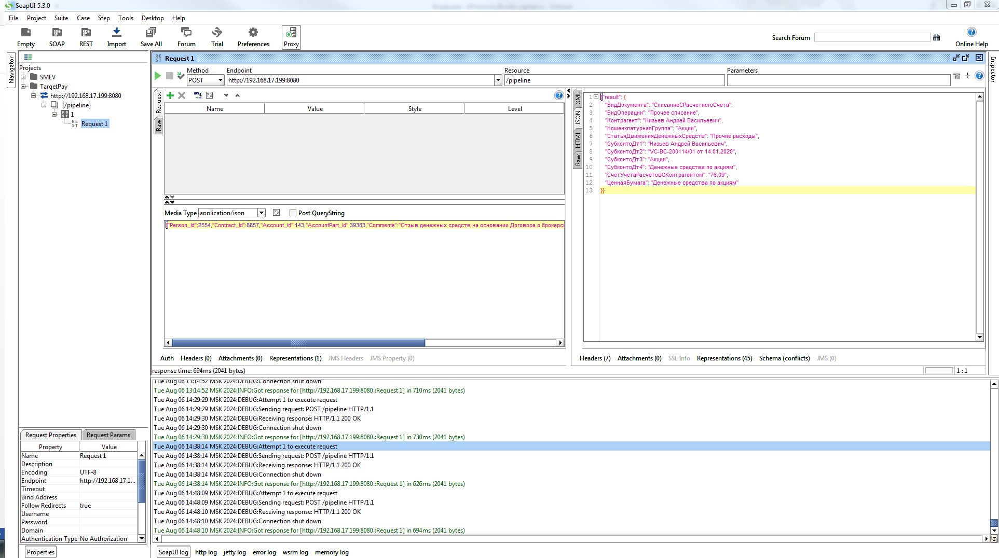 SoapUI 5.3.0
File Project Suite Case Step Tools Desktop Help
Empty SOAP REST Import Save All Forum Trial Preferences Proxy
Search Forum
Online Help
Navigator
Projects
SMEV
TargetPay
http://192.168.17.199:8080
[/pipeline]
1
Request 1
Request 1
Method Endpoint Resource Parameters
POST http://192.168.17.199:8080 /pipeline
Inspector
Request
Raw
Name Value Style Level
Media Type application/json Post QueryString
{"Person_Id":2554,"Contract_Id":8857,"Account_Id":143,"AccountPart_Id":39383,"Comments":"Отзыв денежных средств на основании Договора о брокерс
Auth Headers (0) Attachments (0) Representations (1) JMS Headers JMS Property (0)
response time: 694ms (2041 bytes)
XML
JSON
HTML
Raw
1 {"result": {
2 "ВидДокумента": "СписаниеСРасчетногоСчета",
3 "ВидОперации": "Прочее списание",
4 "Контрагент": "Низьев Андрей Васильевич",
5 "НоменклатурнаяГруппа": "Акции",
6 "СтатьяДвиженияДенежныхСредств": "Прочие расходы",
7 "СубконтоДт1": "Низьев Андрей Васильевич",
8 "СубконтоДт2": "VC-BC-200114/01 от 14.01.2020",
9 "СубконтоДт3": "Акции",
10 "СубконтоДт4": "Денежные средства по акциям",
11 "СчетУчетаРасчетовСКонтрагентом": "76.09",
12 "ЦеннаяБумага": "Денежные средства по акциям"
13 }}
Headers (7) Attachments (0) SSL Info Representations (45) Schema (conflicts) JMS (0)
1 : 1
Tue Aug 06 13:14:52 MSK 2024:DEBUG:Connection shut down
Tue Aug 06 13:14:52 MSK 2024:INFO:Got response for [http://192.168.17.199:8080.:Request 1] in 710ms (2041 bytes)
Tue Aug 06 14:29:29 MSK 2024:DEBUG:Attempt 1 to execute request
Tue Aug 06 14:29:29 MSK 2024:DEBUG:Sending request: POST /pipeline HTTP/1.1
Tue Aug 06 14:29:30 MSK 2024:DEBUG:Receiving response: HTTP/1.1 200 OK
Tue Aug 06 14:29:30 MSK 2024:DEBUG:Connection shut down
Tue Aug 06 14:29:30 MSK 2024:INFO:Got response for [http://192.168.17.199:8080.:Request 1] in 730ms (2041 bytes)
Tue Aug 06 14:38:14 MSK 2024:DEBUG:Attempt 1 to execute request
Tue Aug 06 14:38:14 MSK 2024:DEBUG:Sending request: POST /pipeline HTTP/1.1
Tue Aug 06 14:38:14 MSK 2024:DEBUG:Receiving response: HTTP/1.1 200 OK
Tue Aug 06 14:38:14 MSK 2024:DEBUG:Connection shut down
Tue Aug 06 14:38:14 MSK 2024:INFO:Got response for [http://192.168.17.199:8080.:Request 1] in 626ms (2041 bytes)
Tue Aug 06 14:48:09 MSK 2024:DEBUG:Attempt 1 to execute request
Tue Aug 06 14:48:09 MSK 2024:DEBUG:Sending request: POST /pipeline HTTP/1.1
Tue Aug 06 14:48:10 MSK 2024:DEBUG:Receiving response: HTTP/1.1 200 OK
Tue Aug 06 14:48:10 MSK 2024:DEBUG:Connection shut down
Tue Aug 06 14:48:10 MSK 2024:INFO:Got response for [http://192.168.17.199:8080.:Request 1] in 694ms (2041 bytes)
Request Properties Request Params
Property Value
Name Request 1
Description
Encoding UTF-8
Endpoint http://192.168.17.1...
Timeout
Bind Address
Follow Redirects true
Username
Password
Domain
Authentication Type No Authorization
Properties
SoapUI log http log jetty log error log wsrm log memory log